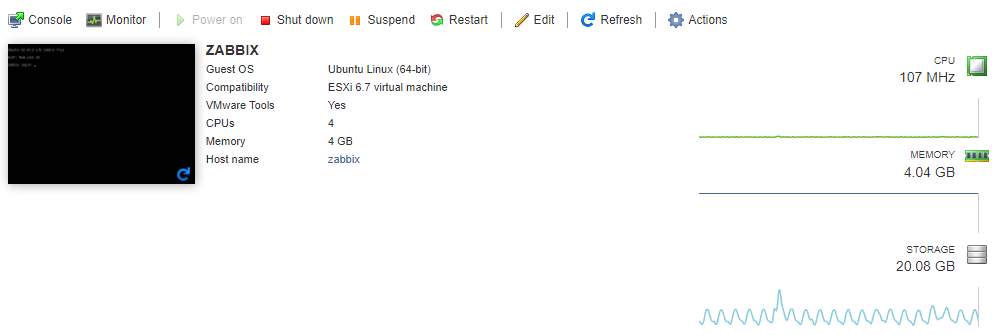 Console Monitor Power on Shut down Suspend Restart Edit Refresh Actions
ZABBIX
Guest OS Ubuntu Linux (64-bit)
Compatibility ESXi 6.7 virtual machine
VMware Tools Yes
CPUs 4
Memory 4 GB
Host name zabbix
CPU
107 MHz
MEMORY
4.04 GB
STORAGE
20.08 GB